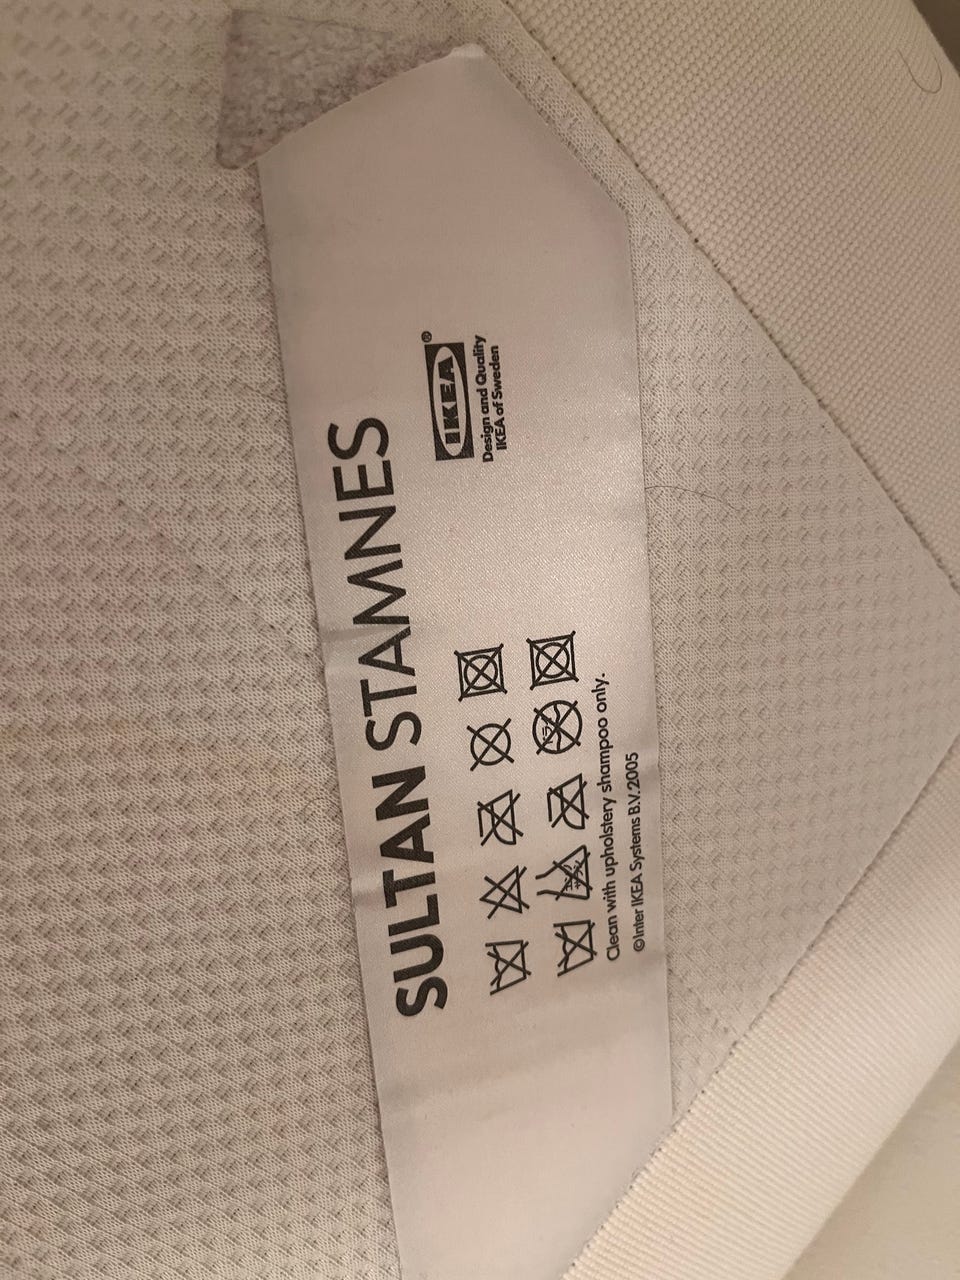 SULTAN STAMNES
Clean with upholstery shampoo only.
© Inter IKEA Systems B.V. 2005
IKEA®
Design and Quality
IKEA of Sweden